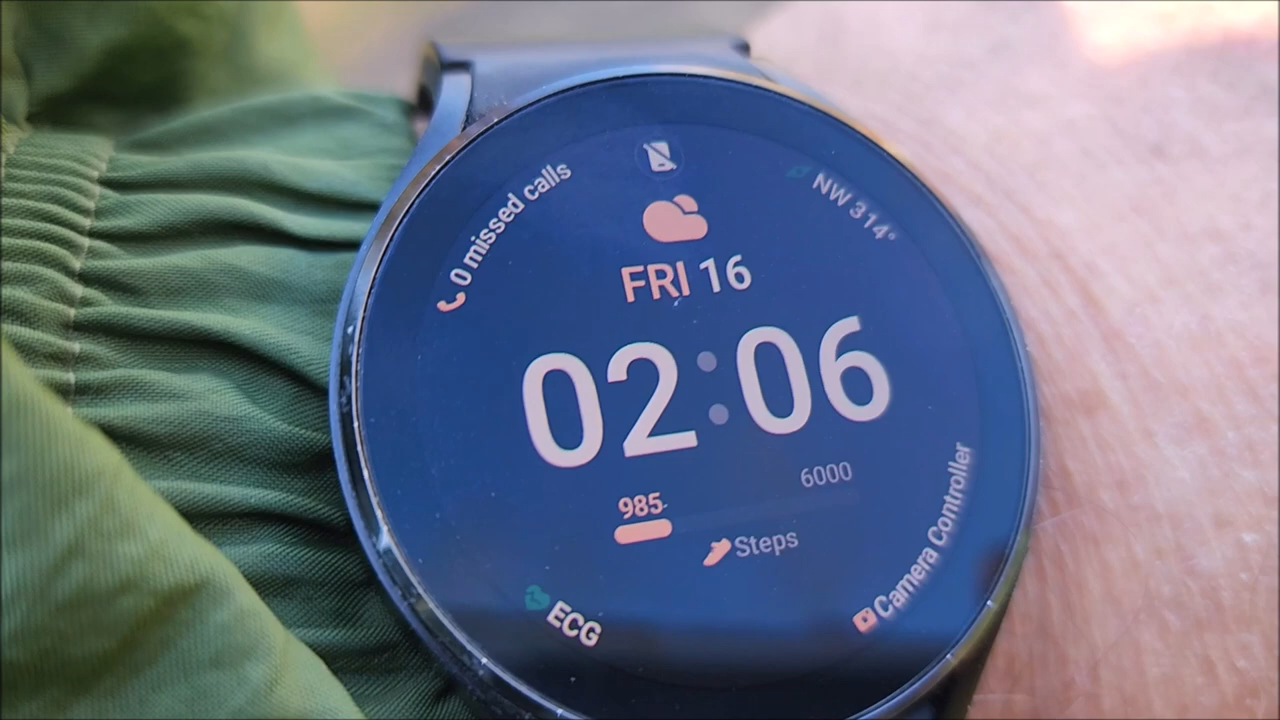 0 missed calls
NW 314°
FRI 16
02:06
6000
985
Steps
Camera Controller
ECG